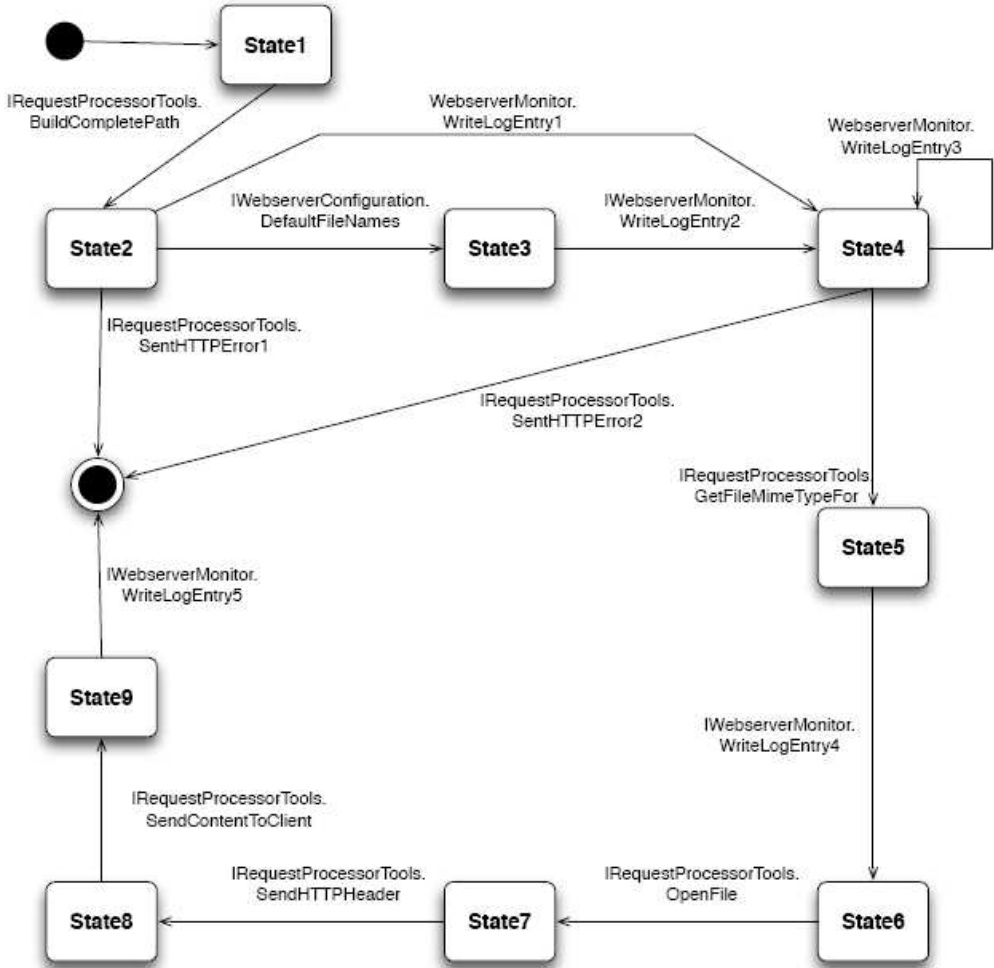 State1
IRequestProcessorTools.
BuildCompletePath
WebserverMonitor.
WriteLogEntry1
WebserverMonitor.
WriteLogEntry3
IWebserverConfiguration.
DefaultFileNames
IWebserverMonitor.
WriteLogEntry2
State2
State3
State4
IRequestProcessorTools.
SentHTTPError1
IRequestProcessorTools.
SentHTTPError2
IRequestProcessorTools.
GetFileMimeTypeFor
State5
IWebserverMonitor.
WriteLogEntry5
State9
IWebserverMonitor.
WriteLogEntry4
IRequestProcessorTools.
SendContentToClient
IRequestProcessorTools.
SendHTTPHeader
IRequestProcessorTools.
OpenFile
State8
State7
State6